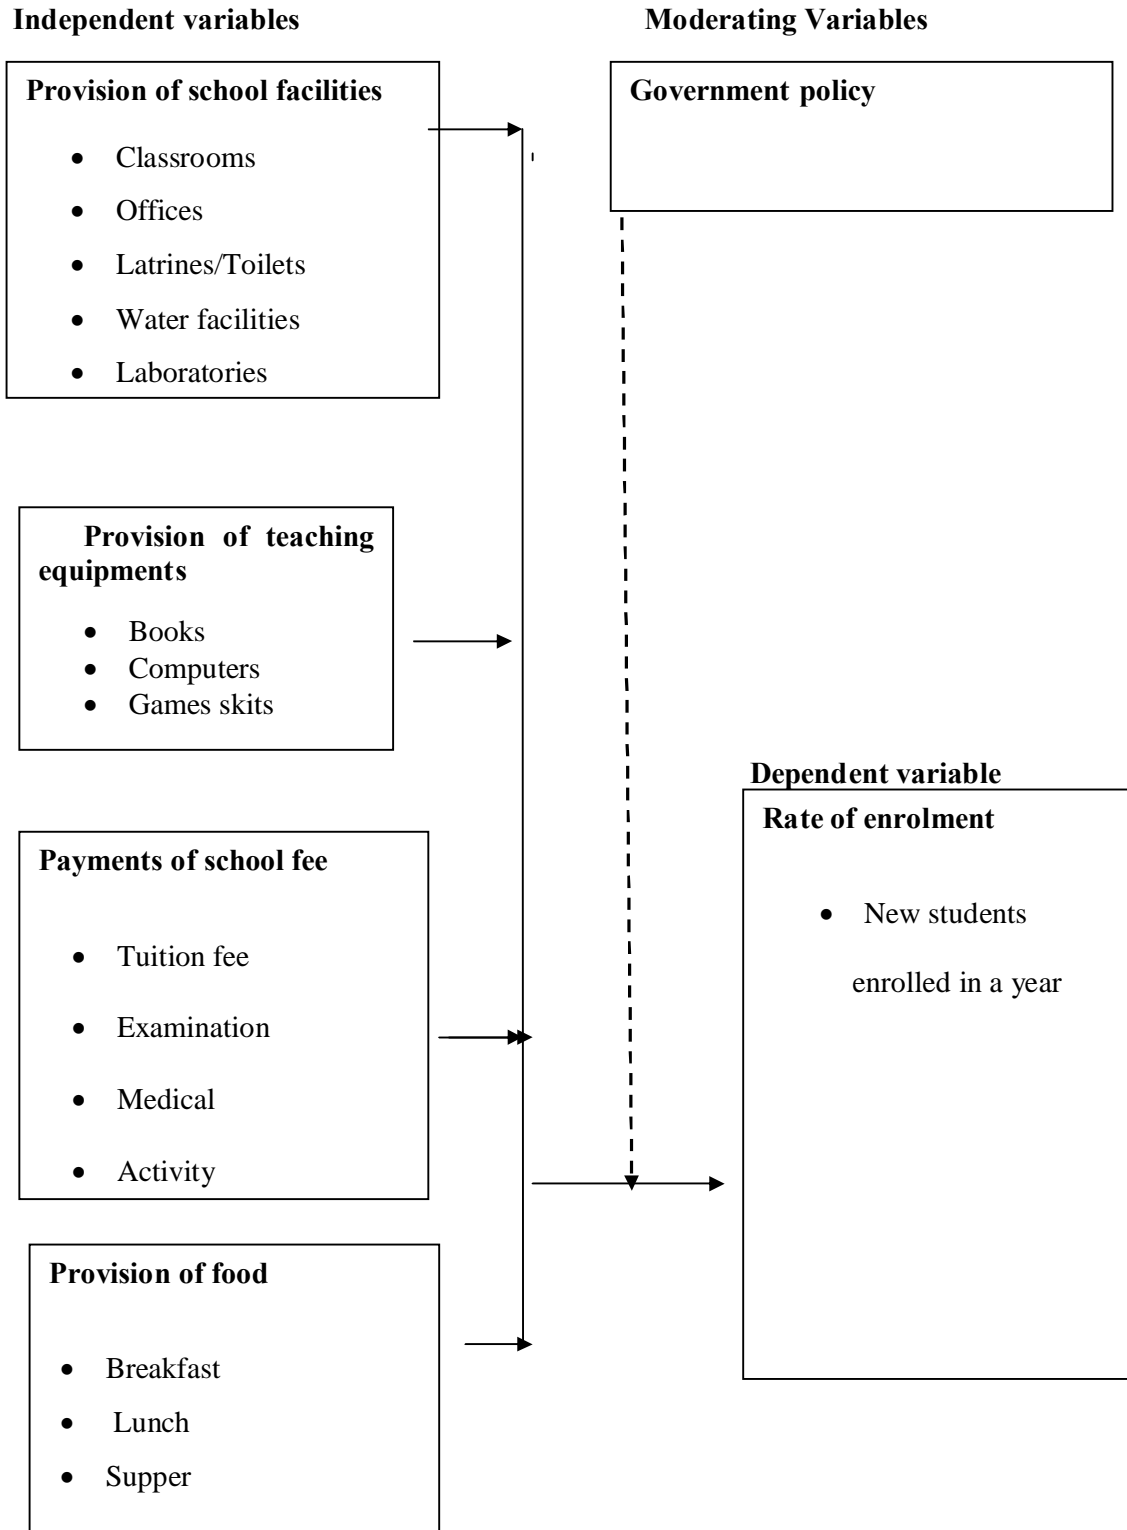 Independent variables
Moderating Variables
Provision of school facilities
• Classrooms
• Offices
• Latrines/Toilets
• Water facilities
• Laboratories
Government policy
Provision of teaching
equipments
• Books
• Computers
• Games skits
Payments of school fee
• Tuition fee
• Examination
• Medical
• Activity
Provision of food
• Breakfast
• Lunch
• Supper
Dependent variable
Rate of enrolment
• New students
enrolled in a year